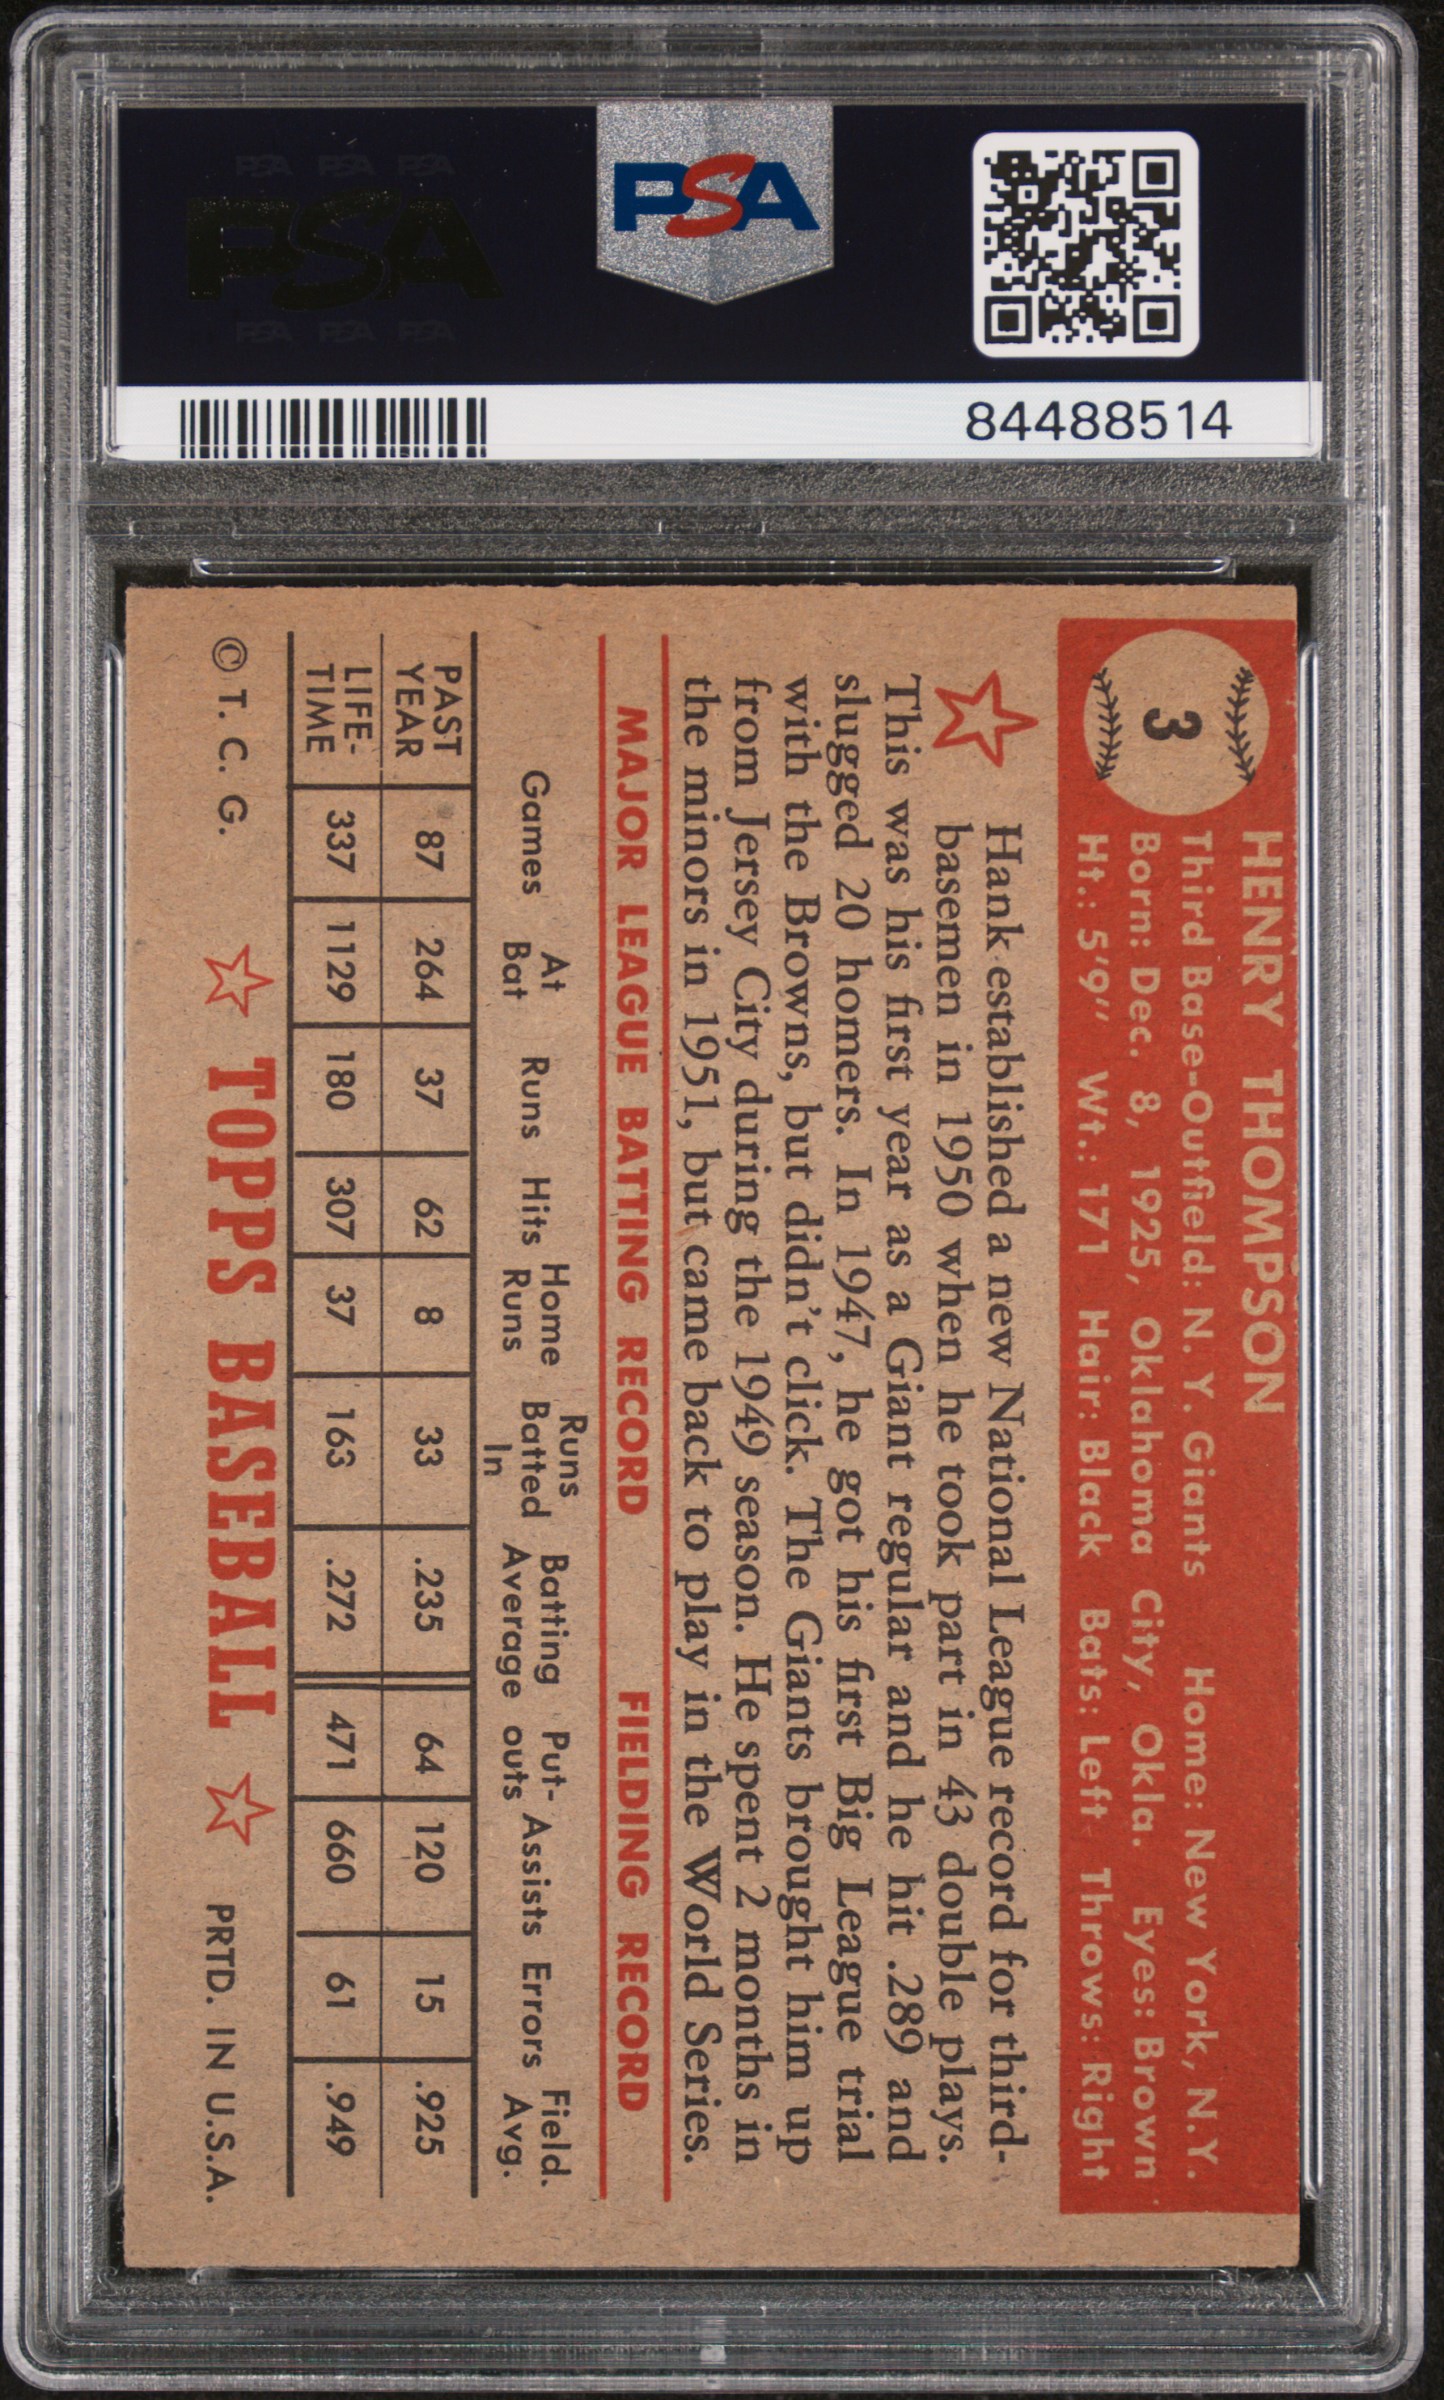 PSA PSA PSA
PSA
PSA PSA PSA
PSA
84488514
3
HENRY THOMPSON
Third Base-Outfield: N. Y. Giants Home: New York, N.Y.
Born: Dec. 8, 1925, Oklahoma City, Okla. Eyes: Brown
Ht.: 5'9" Wt.: 171 Hair: Black Bats: Left Throws: Right
Hank established a new National League record for third-
basemen in 1950 when he took part in 43 double plays.
This was his first year as a Giant regular and he hit .289 and
slugged 20 homers. In 1947, he got his first Big League trial
with the Browns, but didn't click. The Giants brought him up
from Jersey City during the 1949 season. He spent 2 months in
the minors in 1951, but came back to play in the World Series.
MAJOR LEAGUE BATTING RECORD FIELDING RECORD
Games At Bat Runs Hits Home Runs Runs Batted In Batting Average Put-outs Assists Errors Field. Avg.
PAST YEAR 87 264 37 62 8 33 .235 64 120 15 .925
LIFE-TIME 337 1129 180 307 37 163 .272 471 660 61 .949
© T. C. G. TOPPS BASEBALL PRTD. IN U.S.A.